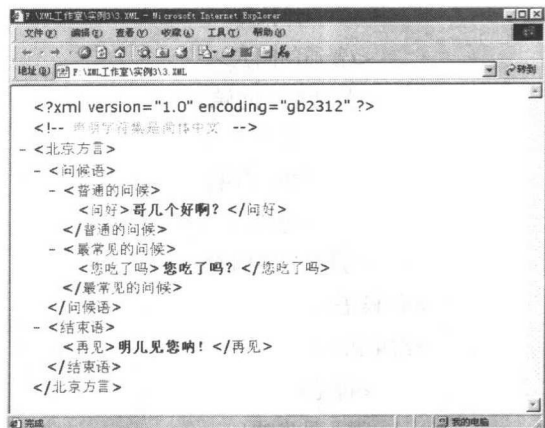 F:\XML工作室\实例3\3.XML - Microsoft Internet Explorer
文件(F) 编辑(E) 查看(V) 收藏(A) 工具(T) 帮助(H)
地址(D) F:\XML工作室\实例3\3.XML 转到
<?xml version="1.0" encoding="gb2312" ?>
<!-- 声明字符集是简体中文 -->
- <北京方言>
- <问候语>
- <普通的问候>
<问好>哥几个好啊？</问好>
</普通的问候>
- <最常见的问候>
<您吃了吗>您吃了吗？</您吃了吗>
</最常见的问候>
</问候语>
- <结束语>
<再见>明儿见您呐！</再见>
</结束语>
</北京方言>
完成 我的电脑